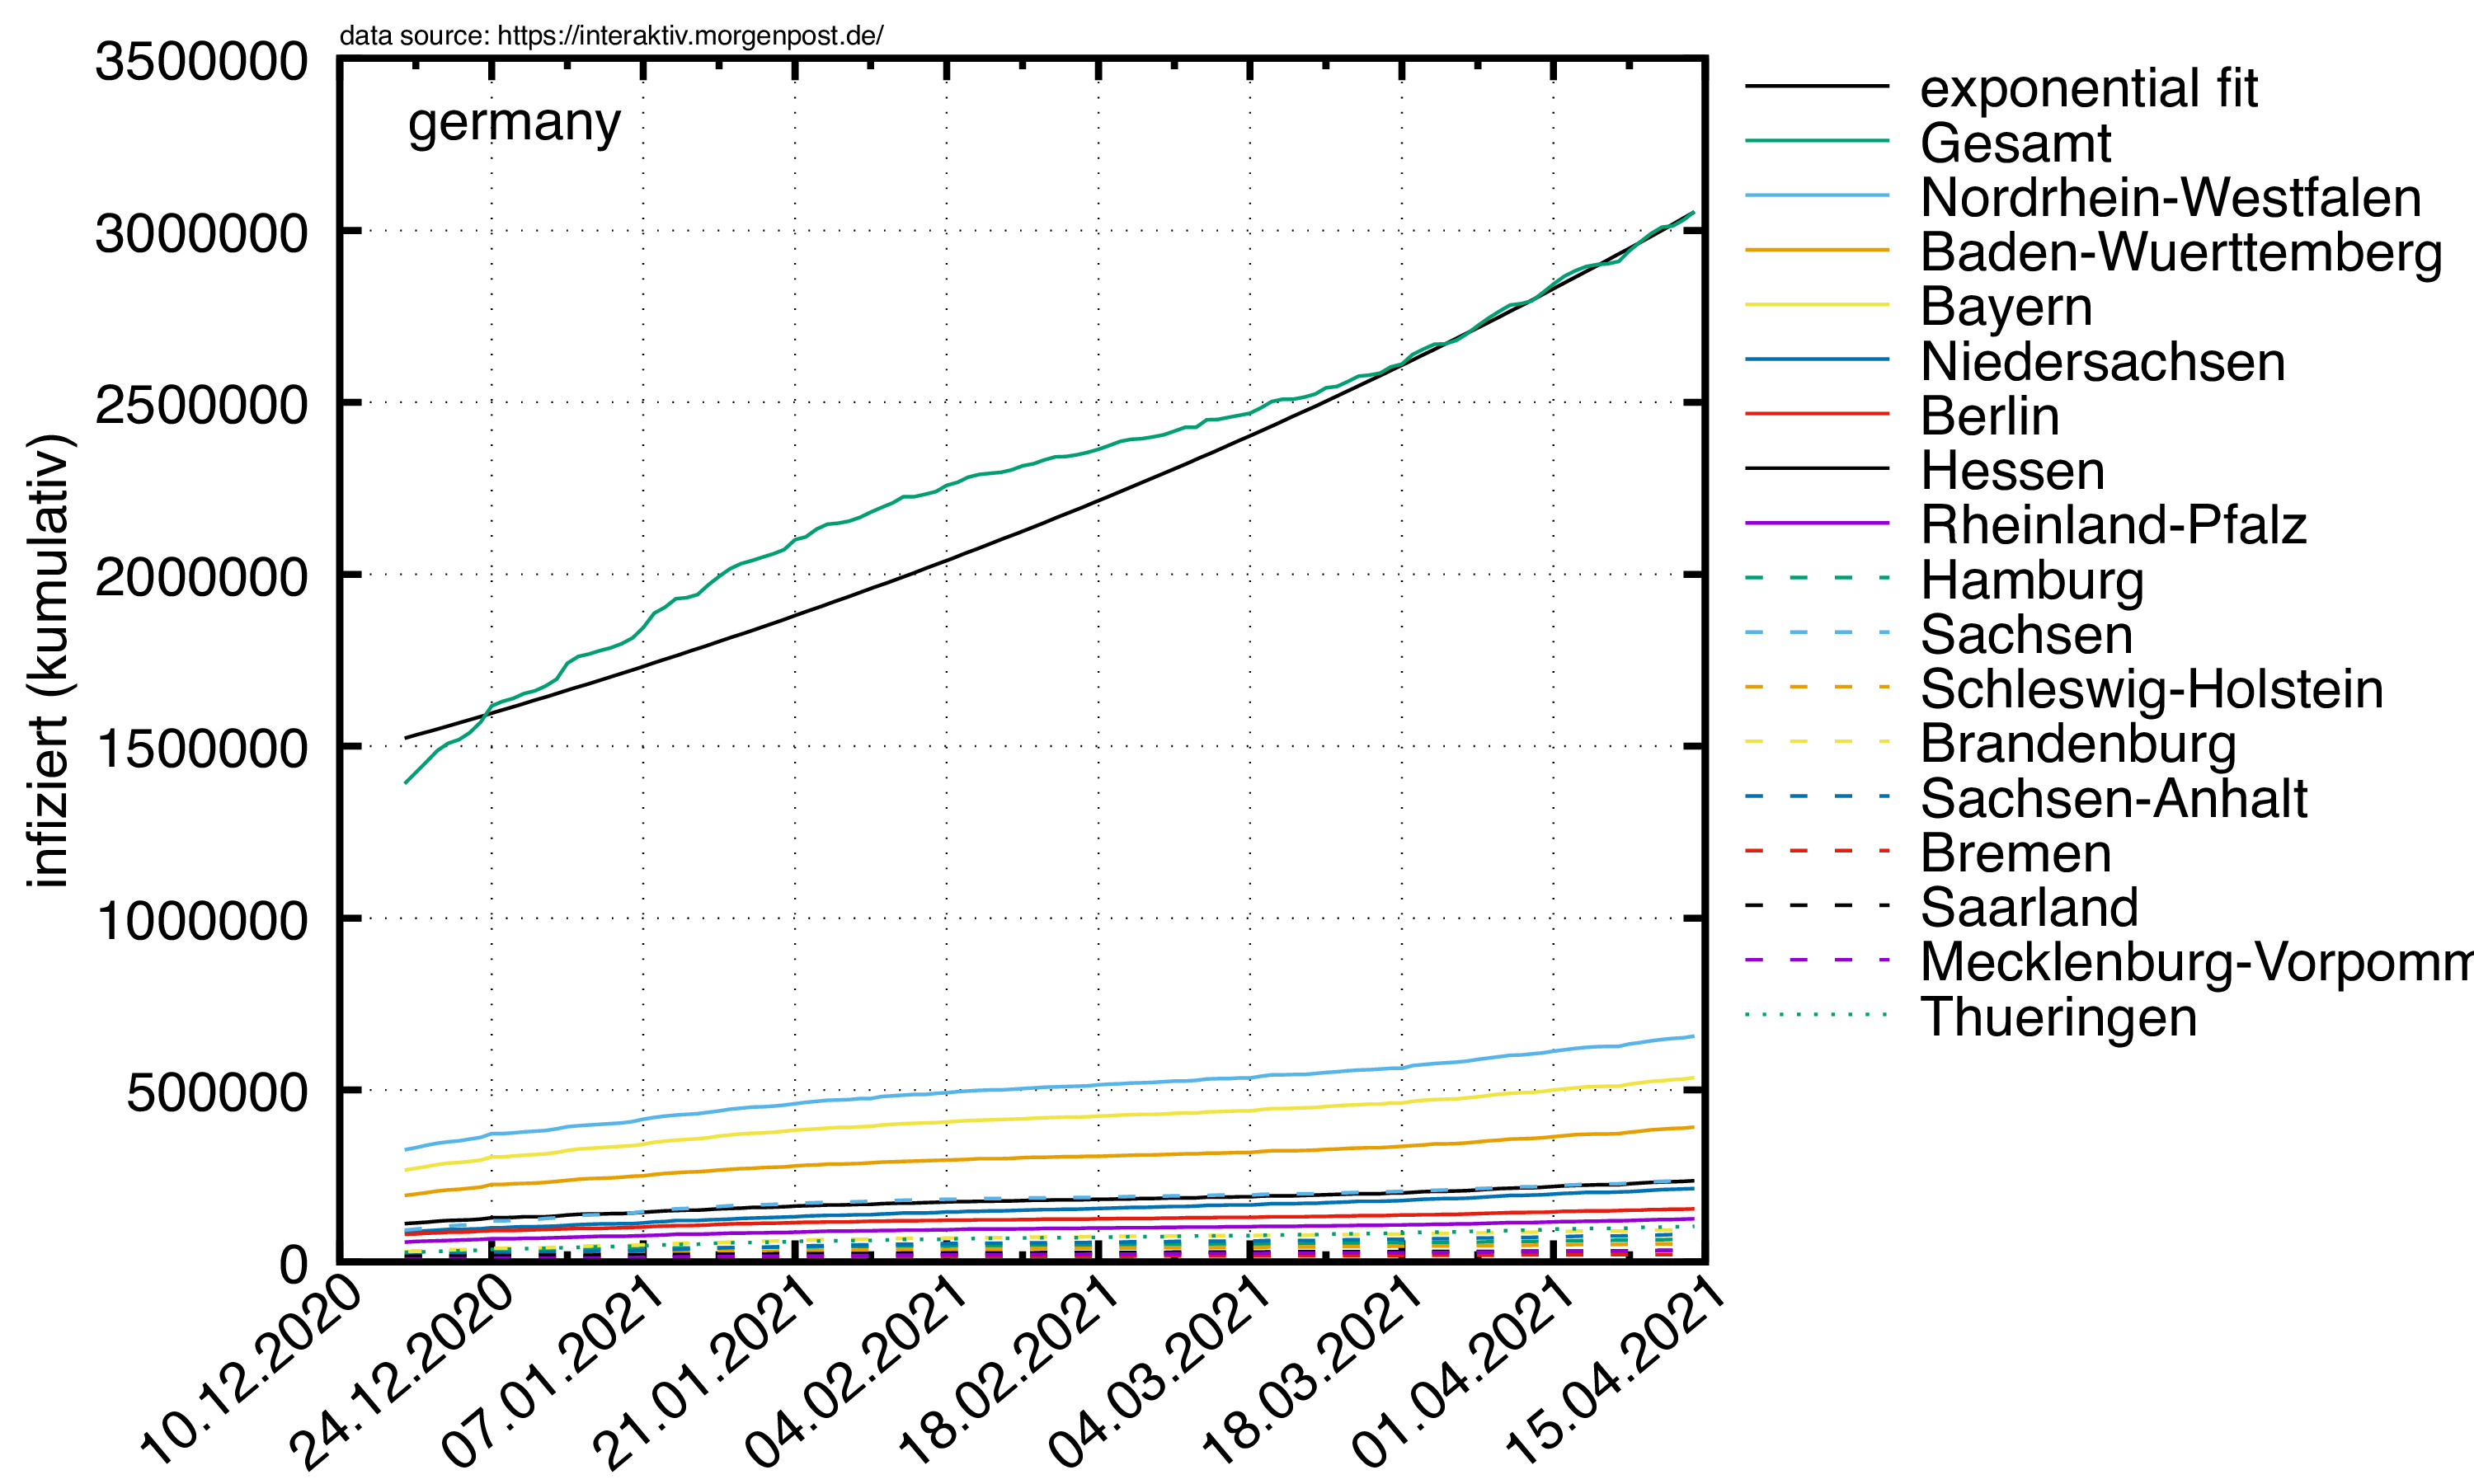 data source: https://interaktiv.morgenpost.de/
germany
infiziert (kumulativ)
3500000
3000000
2500000
2000000
1500000
1000000
500000
0
10.12.2020
24.12.2020
07.01.2021
21.01.2021
04.02.2021
18.02.2021
04.03.2021
18.03.2021
01.04.2021
15.04.2021
exponential fit
Gesamt
Nordrhein-Westfalen
Baden-Wuerttemberg
Bayern
Niedersachsen
Berlin
Hessen
Rheinland-Pfalz
Hamburg
Sachsen
Schleswig-Holstein
Brandenburg
Sachsen-Anhalt
Bremen
Saarland
Mecklenburg-Vorpomm
Thueringen